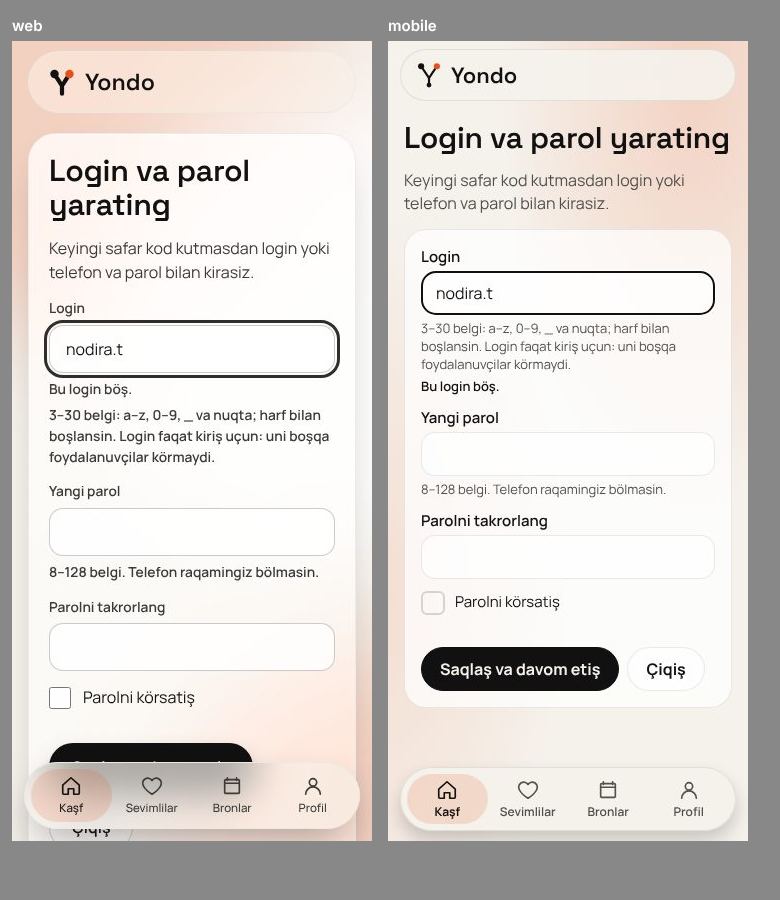 web
Yondo
Login va parol
yarating
Keyingi safar kod kutmasdan login yoki
telefon va parol bilan kirasiz.
Login
nodira.t
Bu login böş.
3–30 belgi: a–z, 0–9, _ va nuqta; harf bilan
boşlansin. Login faqat kiriş uçun: uni boşqa
foydalanuvçilar körmaydi.
Yangi parol
8–128 belgi. Telefon raqamingiz bölmasin.
Parolni takrorlang
Parolni körsatiş
Kaşf
Sevimlilar
Bronlar
Profil
Çiqiş
mobile
Yondo
Login va parol yarating
Keyingi safar kod kutmasdan login yoki
telefon va parol bilan kirasiz.
Login
nodira.t
3–30 belgi: a–z, 0–9, _ va nuqta; harf bilan
boşlansin. Login faqat kiriş uçun: uni boşqa
foydalanuvçilar körmaydi.
Bu login böş.
Yangi parol
8–128 belgi. Telefon raqamingiz bölmasin.
Parolni takrorlang
Parolni körsatiş
Saqlaş va davom etiş
Çiqiş
Kaşf
Sevimlilar
Bronlar
Profil